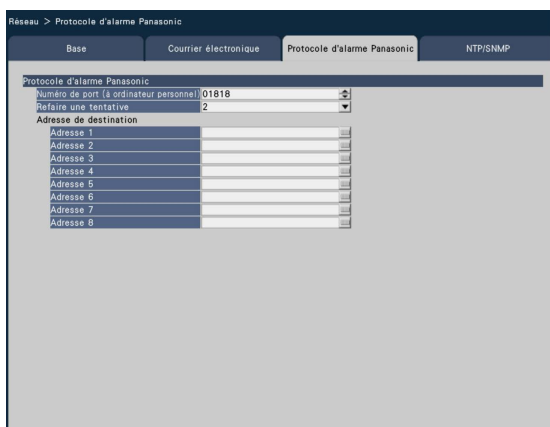 Réseau > Protocole d'alarme Panasonic
Base Courrier électronique Protocole d'alarme Panasonic NTP/SNMP
Protocole d'alarme Panasonic
Numéro de port (à ordinateur personnel) 01818
Refaire une tentative 2
Adresse de destination
Adresse 1
Adresse 2
Adresse 3
Adresse 4
Adresse 5
Adresse 6
Adresse 7
Adresse 8